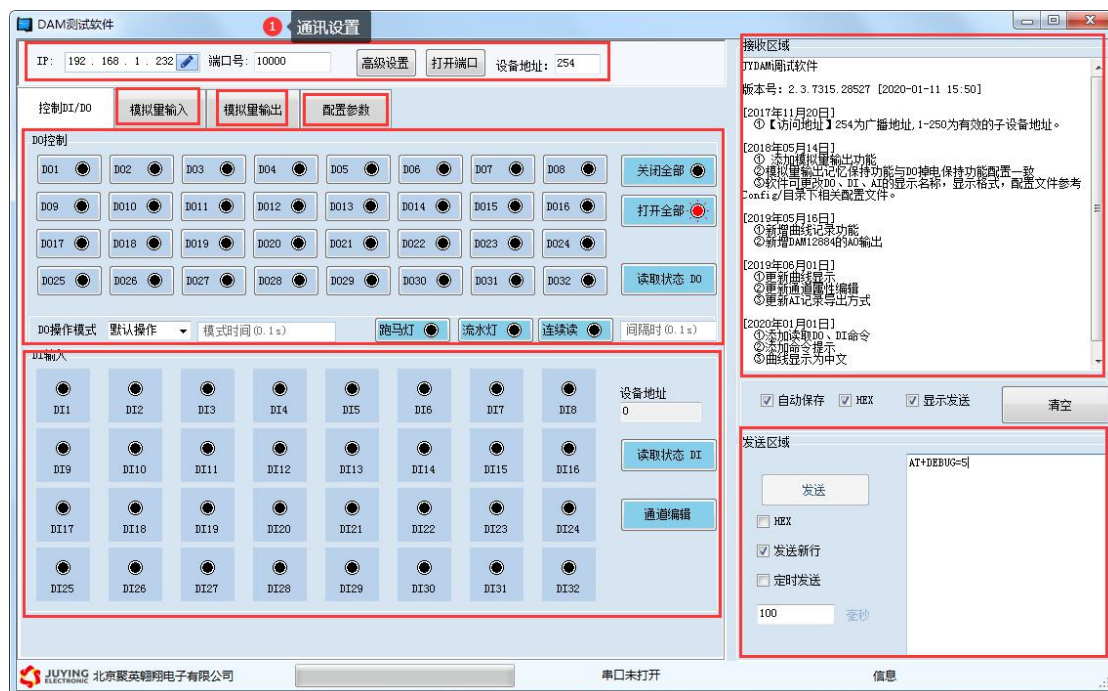 DAM测试软件
1 通讯设置
IP: 192 . 168 . 1 . 232 端口号: 10000 高级设置 打开端口 设备地址: 254
控制DI/DO 模拟量输入 模拟量输出 配置参数
DO控制
DO1 DO2 DO3 DO4 DO5 DO6 DO7 DO8 关闭全部
DO9 DO10 DO11 DO12 DO13 DO14 DO15 DO16 打开全部
DO17 DO18 DO19 DO20 DO21 DO22 DO23 DO24
DO25 DO26 DO27 DO28 DO29 DO30 DO31 DO32 读取状态 DO
DO操作模式 默认操作 模式时间(0.1s) 跑马灯 流水灯 连续读 间隔时(0.1s)
DI输入
DI1 DI2 DI3 DI4 DI5 DI6 DI7 DI8
设备地址
0
DI9 DI10 DI11 DI12 DI13 DI14 DI15 DI16 读取状态 DI
DI17 DI18 DI19 DI20 DI21 DI22 DI23 DI24 通道编辑
DI25 DI26 DI27 DI28 DI29 DI30 DI31 DI32
接收区域
JYDAM调试软件
版本号: 2.3.7315.28527 [2020-01-11 15:50]
[2017年11月20日]
①【访问地址】254为广播地址,1-250为有效的子设备地址。
[2018年05月14日]
① 添加模拟量输出功能
②模拟量输出记忆保持功能与DO掉电保持功能配置一致
③软件可更改DO、DI、AI的显示名称，显示格式，配置文件参考
Config/目录下相关配置文件。
[2019年05月16日]
①新增曲线记录功能
②新增DAM12884的AO输出
[2019年06月01日]
①更新曲线显示
②更新通道属性编辑
③更新AI记录导出方式
[2020年01月01日]
①添加读取DO、DI命令
②添加命令提示
③曲线显示为中文
自动保存 HEX 显示发送 清空
发送区域
AT+DEBUG=5
发送
HEX
发送新行
定时发送
100 毫秒
JUYING ELECTRONIC 北京聚英翱翔电子有限公司 串口未打开 信息